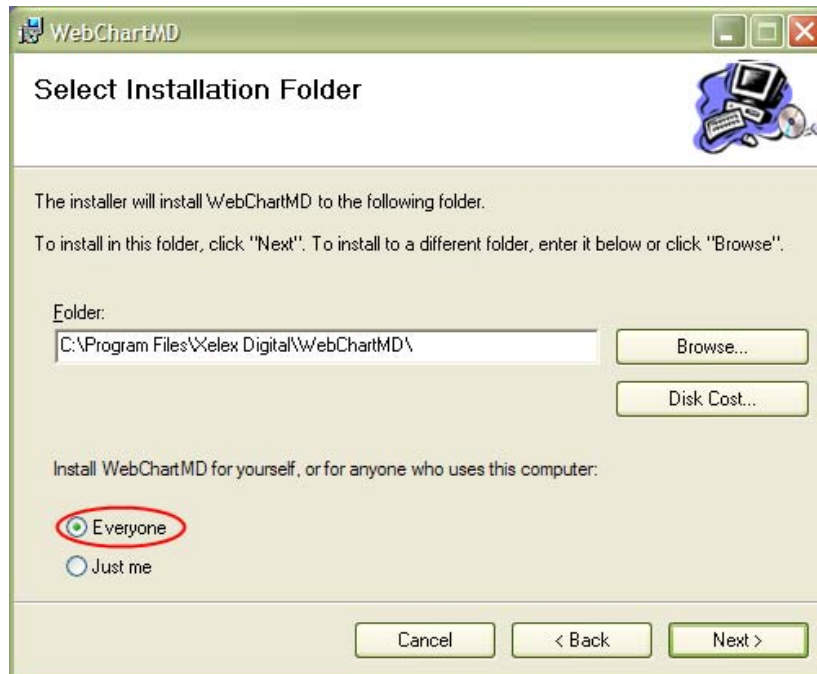 WebChartMD
Select Installation Folder
The installer will install WebChartMD to the following folder.
To install in this folder, click "Next". To install to a different folder, enter it below or click "Browse".
Folder:
C:\Program Files\Xelex Digital\WebChartMD\
Browse...
Disk Cost...
Install WebChartMD for yourself, or for anyone who uses this computer:
Everyone
Just me
Cancel
< Back
Next >